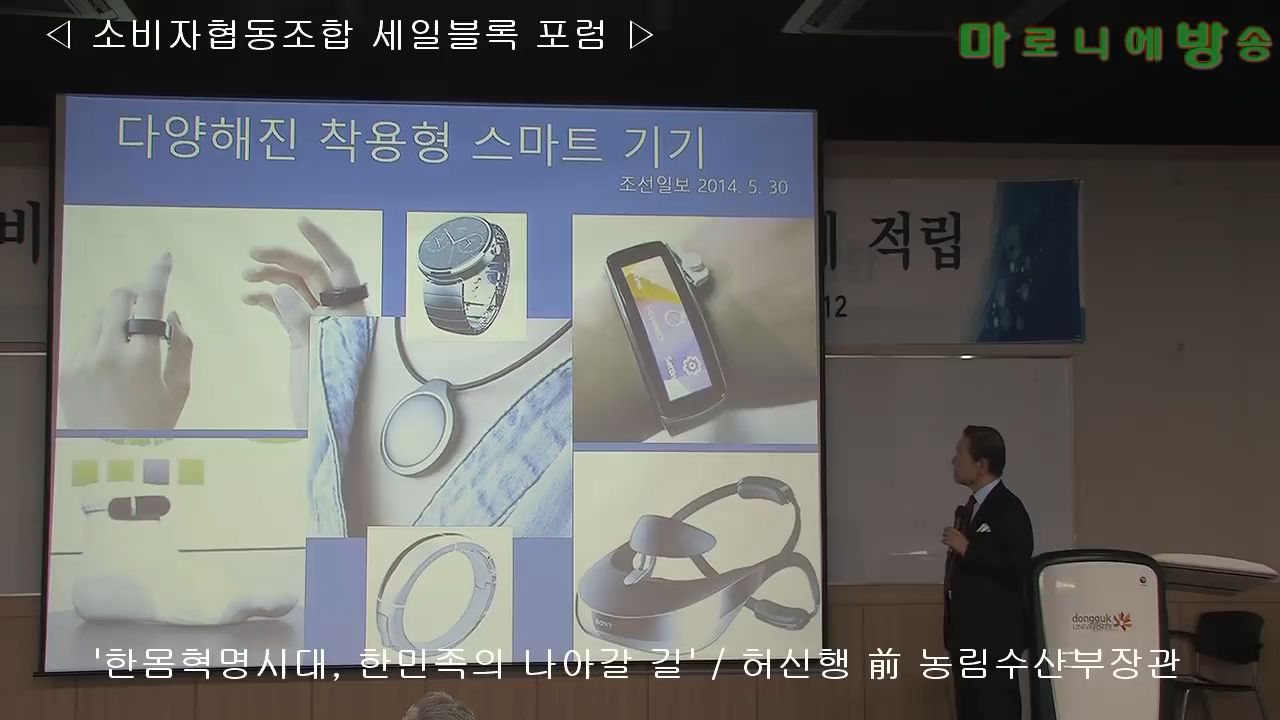 ◁ 소비자협동조합 세일블록 포럼 ▷
마로니에방송
다양해진 착용형 스마트 기기
조선일보 2014. 5. 30
비
적립
12
SONY
dongguk
UNIVERSITY
'한몸혁명시대, 한민족의 나아갈 길' / 허신행 前 농림수산부장관